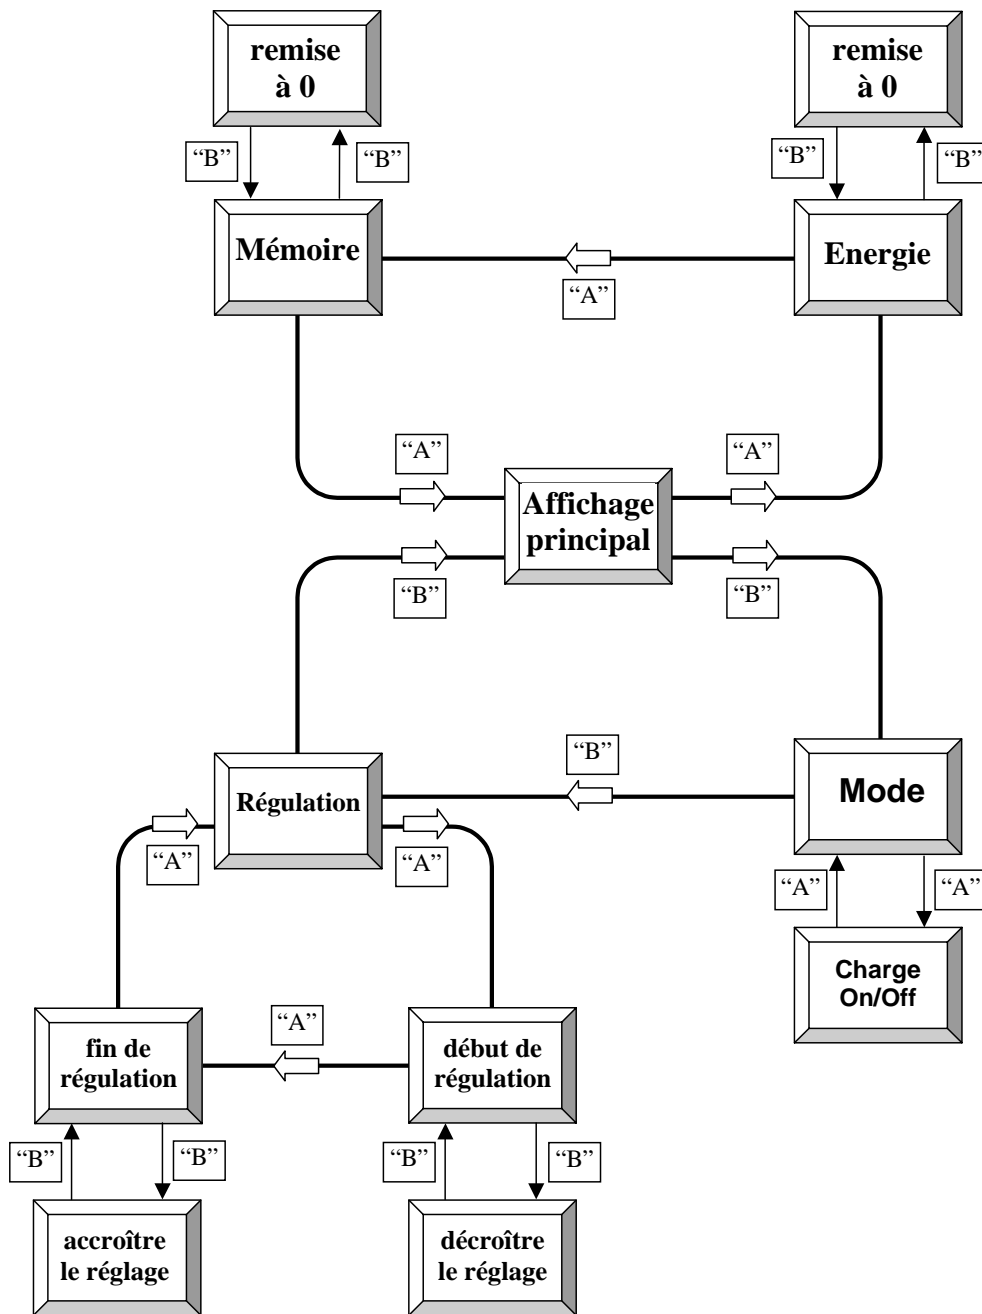 remise
à 0
remise
à 0
“B”
“B”
“B”
“B”
Mémoire
Energie
“A”
“A”
“A”
Affichage
principal
“B”
“B”
“B”
Régulation
Mode
“A”
“A”
“A”
“A”
Charge
On/Off
“A”
fin de
régulation
début de
régulation
“B”
“B”
“B”
“B”
accroître
le réglage
décroître
le réglage